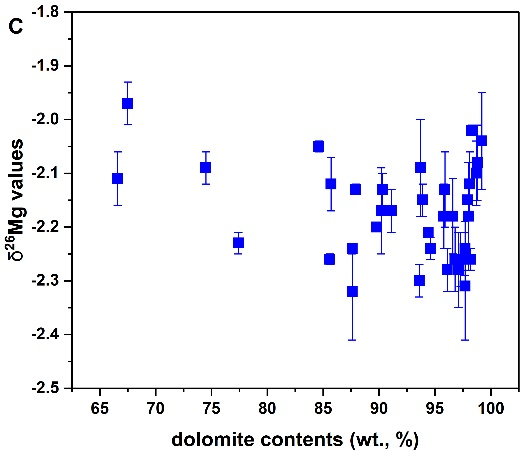 C
-1.8
-1.9
-2.0
-2.1
-2.2
-2.3
-2.4
-2.5
δ²⁶Mg values
65 70 75 80 85 90 95 100
dolomite contents (wt., %)